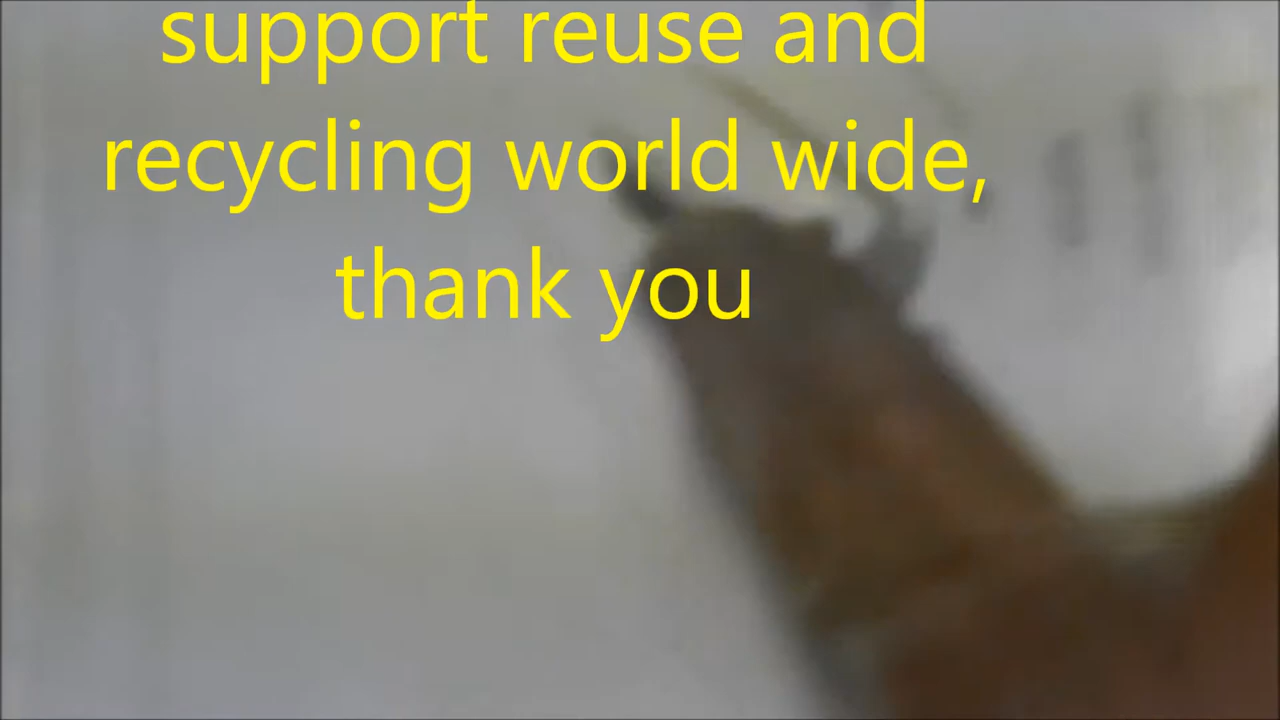 support reuse and
recycling world wide,
thank you